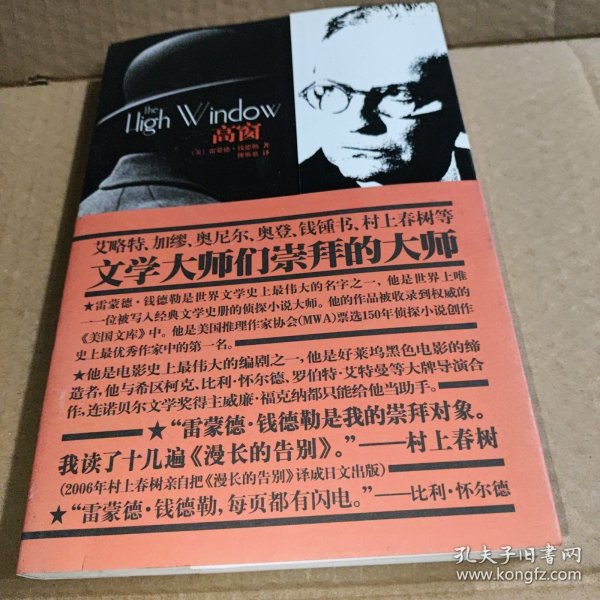 the
High Window
高窗
（美）雷蒙德·钱德勒 著
傅惟慈 译
艾略特、加缪、奥尼尔、奥登、钱锺书、村上春树等
文学大师们崇拜的大师
★雷蒙德·钱德勒是世界文学史上最伟大的名字之一，他是世界上唯
一一位被写入经典文学史册的侦探小说大师。他的作品被收录到权威的
《美国文库》中。他是美国推理作家协会(MWA)票选150年侦探小说创作
史上最优秀作家中的第一名。
★他是电影史上最伟大的编剧之一，他是好莱坞黑色电影的缔
造者，他与希区柯克、比利·怀尔德、罗伯特·艾特曼等大牌导演合
作，连诺贝尔文学奖得主威廉·福克纳都只能给他当助手。
★“雷蒙德·钱德勒是我的崇拜对象。
我读了十几遍《漫长的告别》。”——村上春树
(2006年村上春树亲自把《漫长的告别》译成日文出版)
★“雷蒙德·钱德勒，每页都有闪电。”——比利·怀尔德
孔夫子旧书网
www.kongfz.com